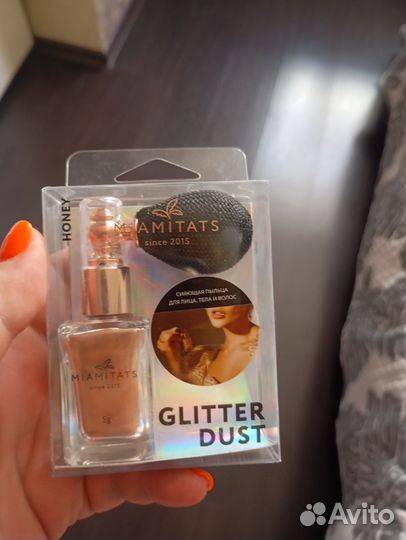 HONEY
MIAMITATS
since 2015
СИЯЮЩАЯ ПЫЛЬЦА
ДЛЯ ЛИЦА, ТЕЛА И ВОЛОС
MIAMITATS
since 2015
5g
GLITTER
DUST
Avito